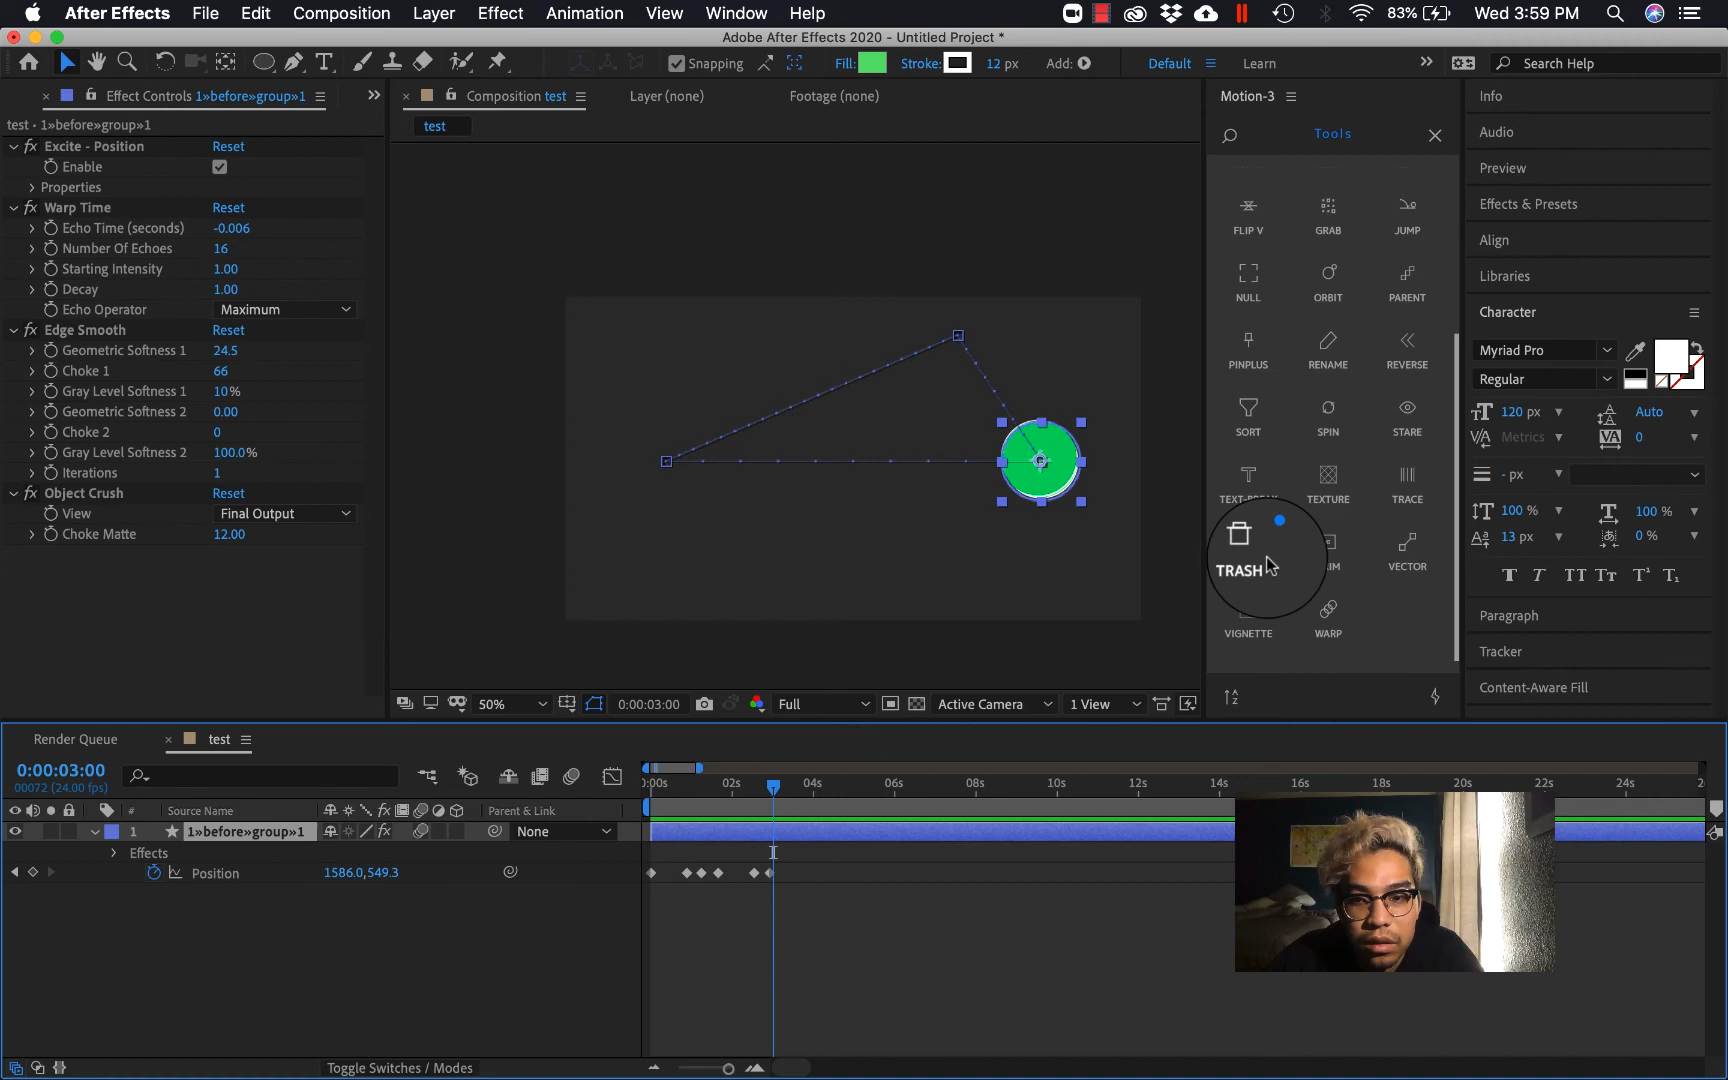 After Effects File Edit Composition Layer Effect Animation View Window Help 83% Wed 3:59 PM
Adobe After Effects 2020 - Untitled Project *
Snapping Fill: Stroke: 12 px Add: Default Learn Search Help
Effect Controls 1»before»group»1
test • 1»before»group»1
fx Excite - Position Reset
Enable
Properties
fx Warp Time Reset
Echo Time (seconds) -0.006
Number Of Echoes 16
Starting Intensity 1.00
Decay 1.00
Echo Operator Maximum
fx Edge Smooth Reset
Geometric Softness 1 24.5
Choke 1 66
Gray Level Softness 1 10%
Geometric Softness 2 0.00
Choke 2 0
Gray Level Softness 2 100.0%
Iterations 1
fx Object Crush Reset
View Final Output
Choke Matte 12.00
Composition test Layer (none) Footage (none)
test
50% 0:00:03:00 Full Active Camera 1 View
Motion-3
Tools
FLIP V GRAB JUMP
NULL ORBIT PARENT
PINPLUS RENAME REVERSE
SORT SPIN STARE
TEXTURE TRACE
TRASH VECTOR
VIGNETTE WARP
Info
Audio
Preview
Effects & Presets
Align
Libraries
Character
Myriad Pro
Regular
120 px Auto
Metrics 0
- px
100 % 100 %
13 px 0 %
T T TT Tт T¹ T₁
Paragraph
Tracker
Content-Aware Fill
Render Queue test
0:00:03:00
00072 (24.00 fps)
:00s 02s 04s 06s 08s 10s 12s 14s 16s 18s 20s 22s 24s
# Source Name fx Parent & Link
1 1»before»group»1 fx None
Effects
Position 1586.0,549.3
Toggle Switches / Modes